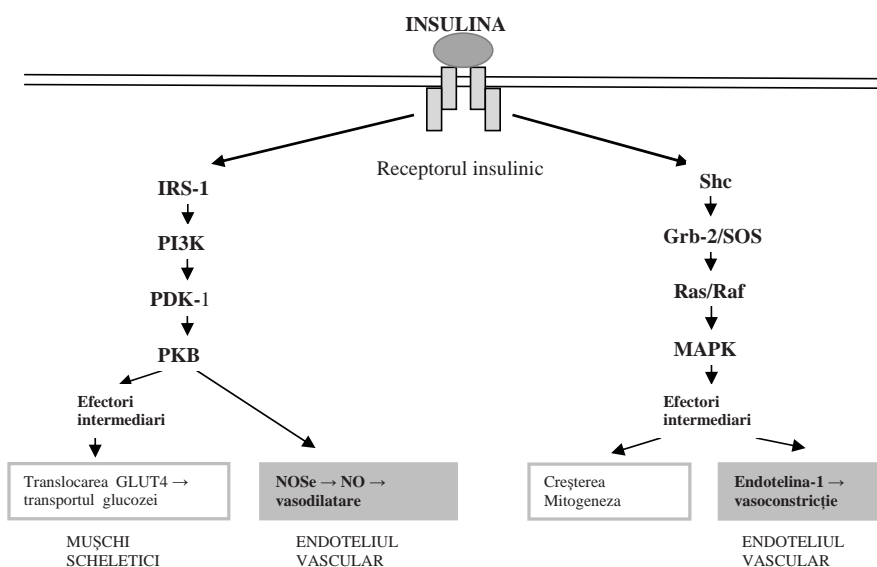 INSULINA
Receptorul insulinic
IRS-1
PI3K
PDK-1
PKB
Efectori
intermediari
Translocarea GLUT4 →
transportul glucozei
MUȘCHI
SCHELETICI
NOSe → NO →
vasodilatare
ENDOTELIUL
VASCULAR
Shc
Grb-2/SOS
Ras/Raf
MAPK
Efectori
intermediari
Creșterea
Mitogeneza
Endotelina-1 →
vasoconstricție
ENDOTELIUL
VASCULAR